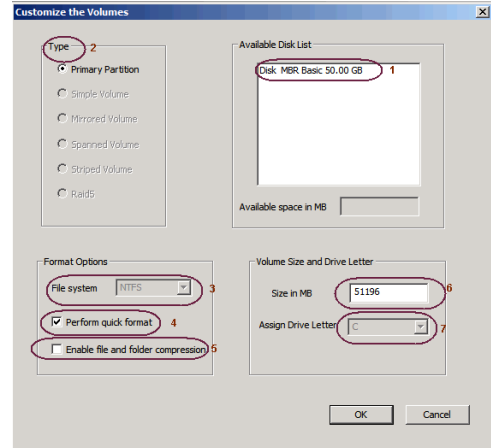 Customize the Volumes
Type 2
Primary Partition
Simple Volume
Mirrored Volume
Spanned Volume
Striped Volume
Raid5
Available Disk List
Disk MBR Basic 50.00 GB 1
Available space in MB
Format Options
File system NTFS 3
Perform quick format 4
Enable file and folder compression 5
Volume Size and Drive Letter
Size in MB 51196 6
Assign Drive Letter C 7
OK Cancel